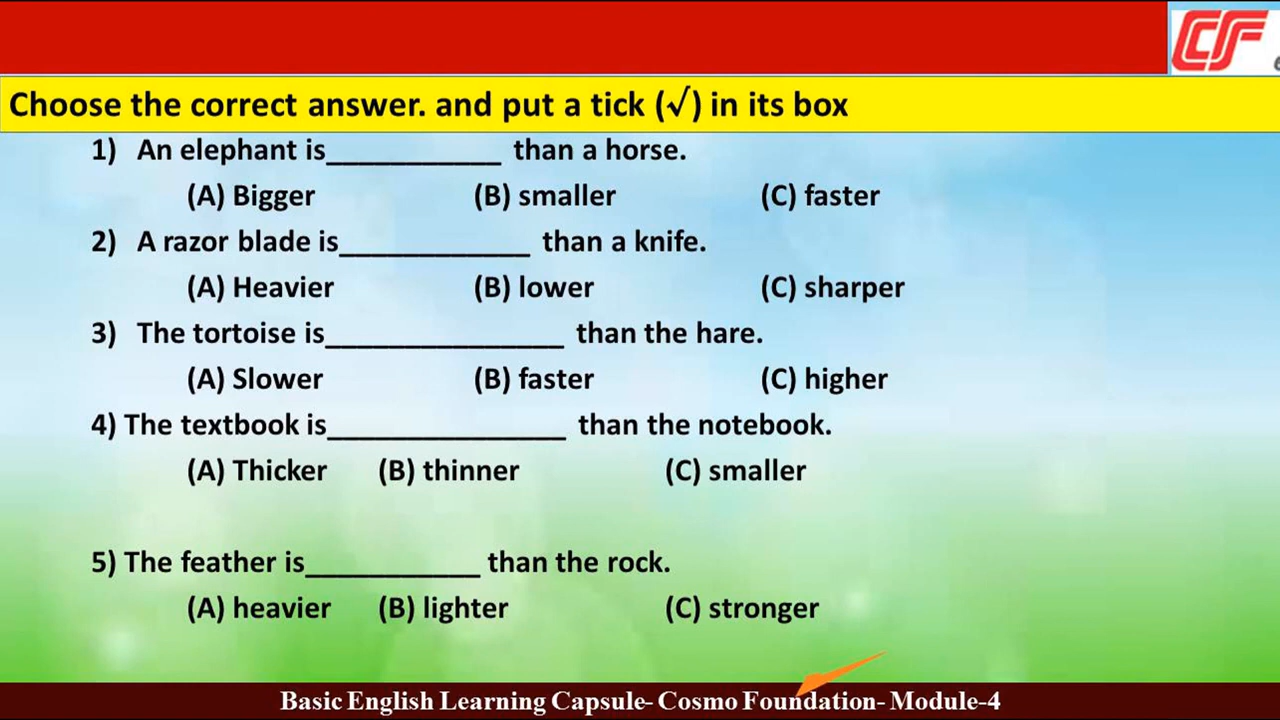 CF
Choose the correct answer. and put a tick (√) in its box
1) An elephant is___________ than a horse.
(A) Bigger (B) smaller (C) faster
2) A razor blade is____________ than a knife.
(A) Heavier (B) lower (C) sharper
3) The tortoise is_______________ than the hare.
(A) Slower (B) faster (C) higher
4) The textbook is_______________ than the notebook.
(A) Thicker (B) thinner (C) smaller
5) The feather is___________ than the rock.
(A) heavier (B) lighter (C) stronger
Basic English Learning Capsule- Cosmo Foundation- Module-4